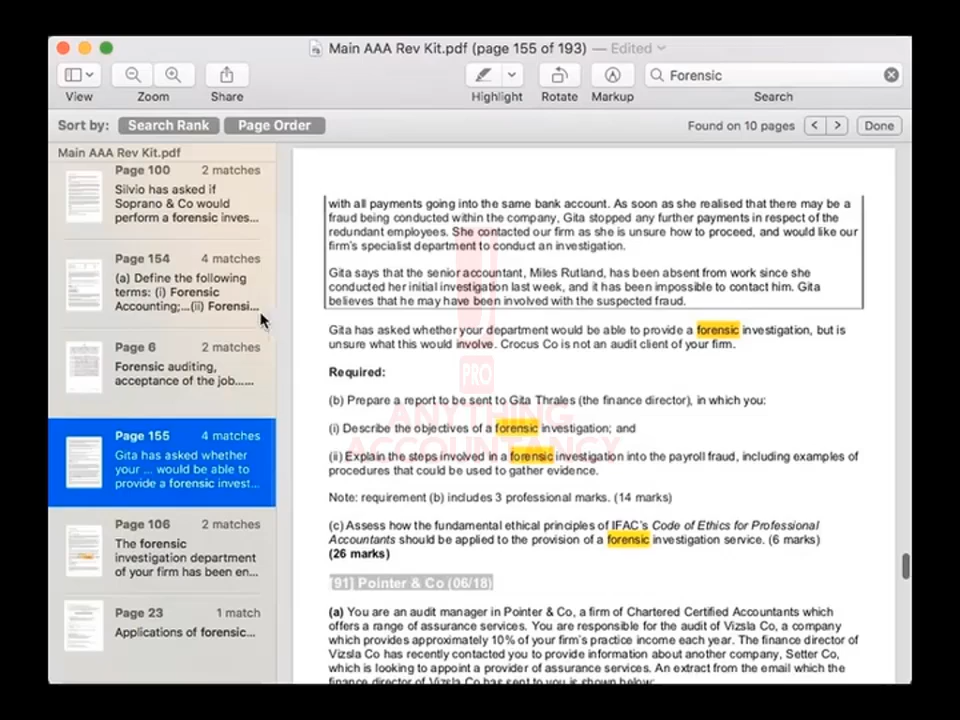 Main AAA Rev Kit.pdf (page 155 of 193) — Edited
Forensic
View
Zoom
Share
Highlight
Rotate
Markup
Search
Sort by:
Search Rank
Page Order
Found on 10 pages
Done
Main AAA Rev Kit.pdf
Page 100 2 matches
Silvio has asked if
Soprano & Co would
perform a forensic inves...
Page 154 4 matches
(a) Define the following
terms: (i) Forensic
Accounting;...(ii) Forensi...
Page 6 2 matches
Forensic auditing,
acceptance of the job......
Page 155 4 matches
Gita has asked whether
your ... would be able to
provide a forensic invest...
Page 106 2 matches
The forensic
investigation department
of your firm has been en...
Page 23 1 match
Applications of forensic...
with all payments going into the same bank account. As soon as she realised that there may be a
fraud being conducted within the company, Gita stopped any further payments in respect of the
redundant employees. She contacted our firm as she is unsure how to proceed, and would like our
firm's specialist department to conduct an investigation.
Gita says that the senior accountant, Miles Rutland, has been absent from work since she
conducted her initial investigation last week, and it has been impossible to contact him. Gita
believes that he may have been involved with the suspected fraud.
Gita has asked whether your department would be able to provide a forensic investigation, but is
unsure what this would involve. Crocus Co is not an audit client of your firm.
Required:
(b) Prepare a report to be sent to Gita Thrales (the finance director), in which you:
(i) Describe the objectives of a forensic investigation; and
(ii) Explain the steps involved in a forensic investigation into the payroll fraud, including examples of
procedures that could be used to gather evidence.
Note: requirement (b) includes 3 professional marks. (14 marks)
(c) Assess how the fundamental ethical principles of IFAC's Code of Ethics for Professional
Accountants should be applied to the provision of a forensic investigation service. (6 marks)
(26 marks)
[91] Pointer & Co (06/18)
(a) You are an audit manager in Pointer & Co, a firm of Chartered Certified Accountants which
offers a range of assurance services. You are responsible for the audit of Vizsla Co, a company
which provides approximately 10% of your firm's practice income each year. The finance director of
Vizsla Co has recently contacted you to provide information about another company, Setter Co,
which is looking to appoint a provider of assurance services. An extract from the email which the
finance director of Vizsla Co has sent to you is shown below:
PRO
ANYTHING
ACCOUNTANCY